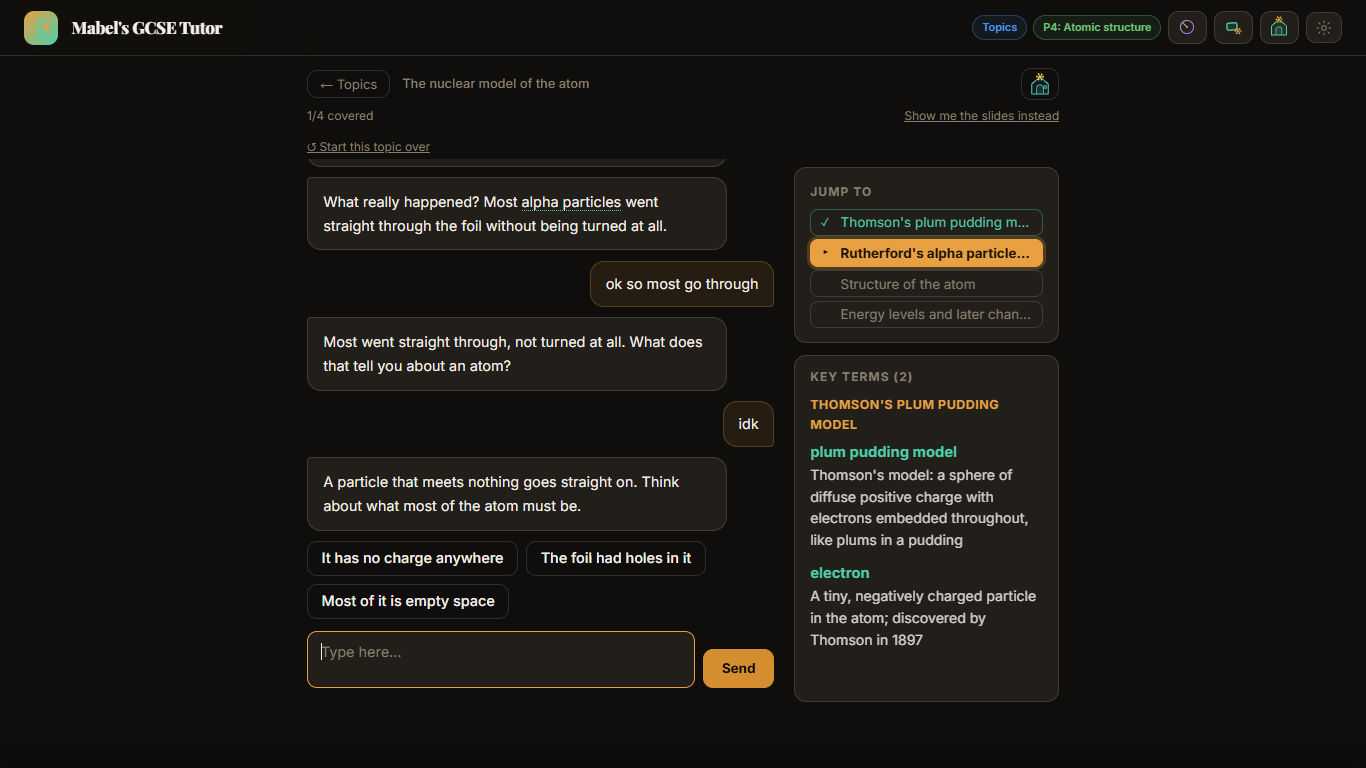 Mabel's GCSE Tutor
Topics
P4: Atomic structure
← Topics
The nuclear model of the atom
1/4 covered
Show me the slides instead
↺ Start this topic over
What really happened? Most alpha particles went
straight through the foil without being turned at all.
ok so most go through
Most went straight through, not turned at all. What does
that tell you about an atom?
idk
A particle that meets nothing goes straight on. Think
about what most of the atom must be.
It has no charge anywhere
The foil had holes in it
Most of it is empty space
Type here...
Send
JUMP TO
✓ Thomson's plum pudding m...
▸ Rutherford's alpha particle...
Structure of the atom
Energy levels and later chan...
KEY TERMS (2)
THOMSON'S PLUM PUDDING
MODEL
plum pudding model
Thomson's model: a sphere of
diffuse positive charge with
electrons embedded throughout,
like plums in a pudding
electron
A tiny, negatively charged particle
in the atom; discovered by
Thomson in 1897